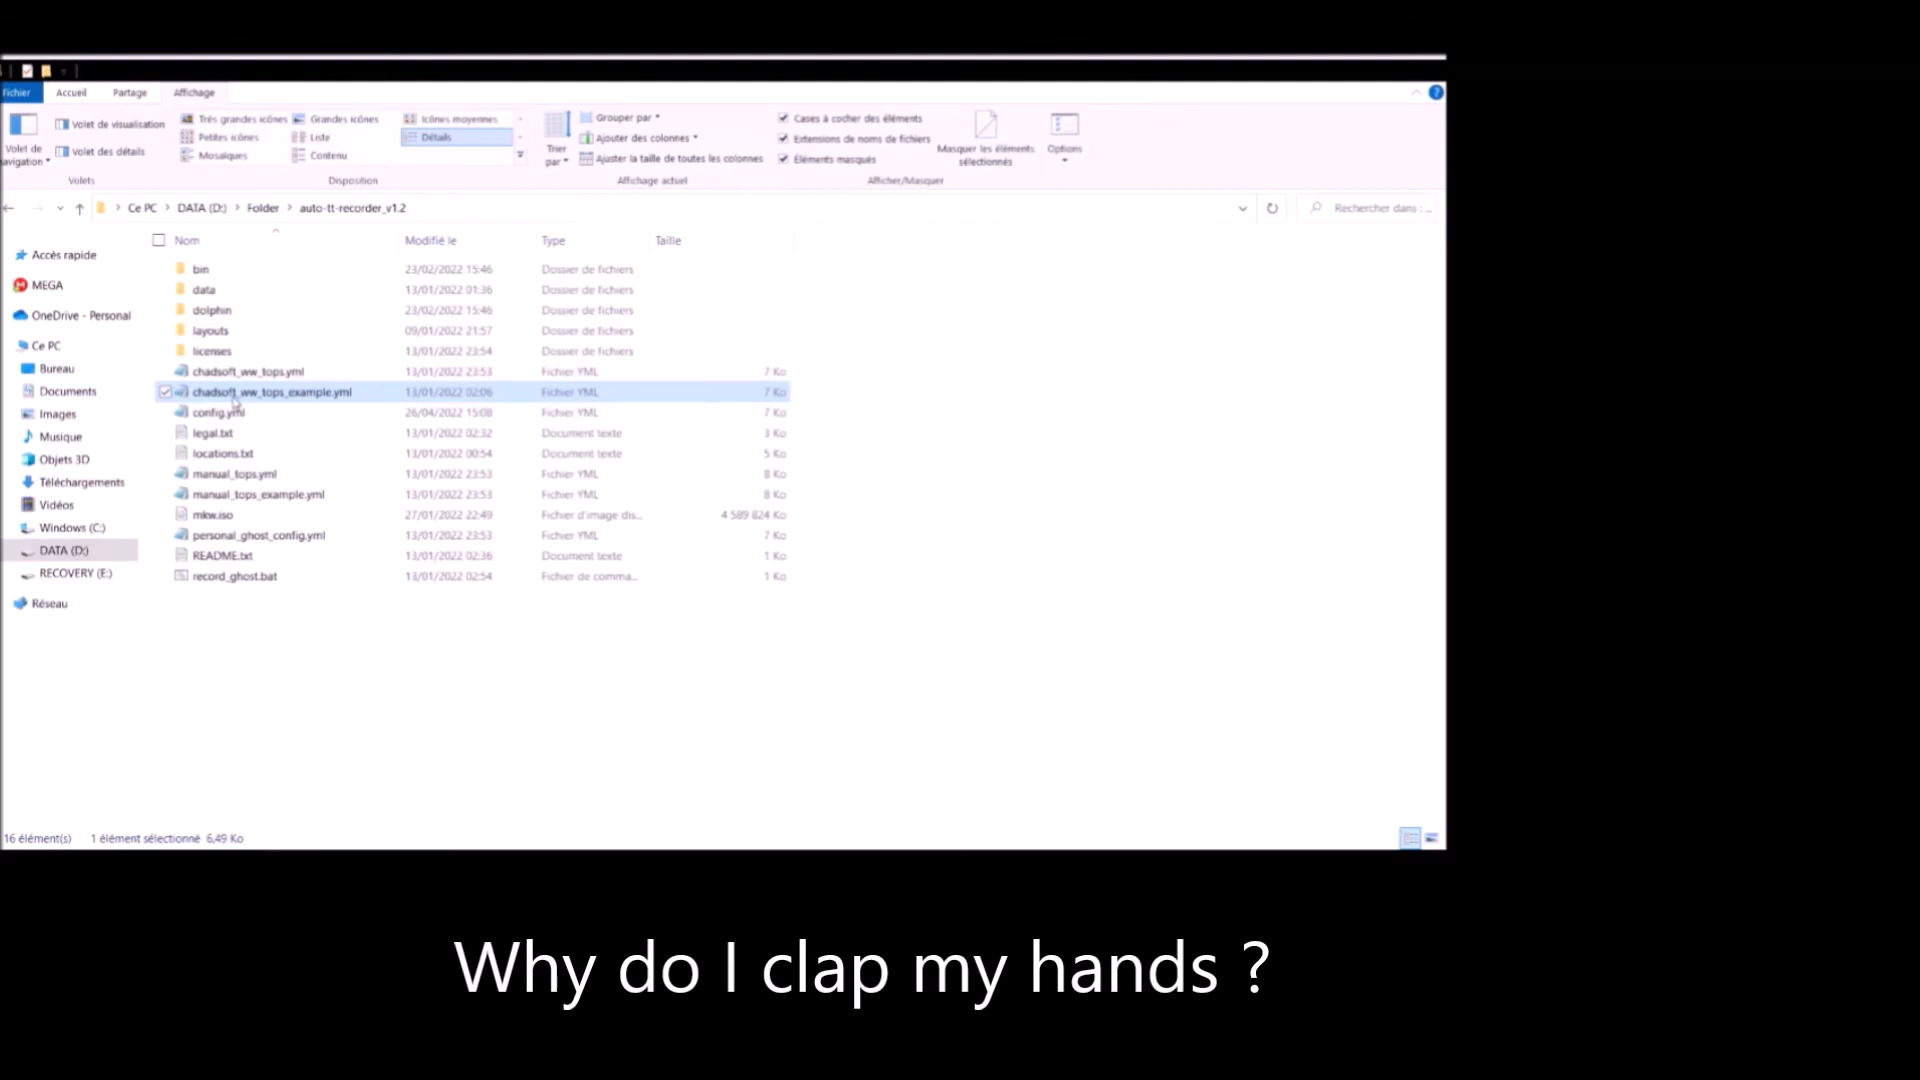 Fichier Accueil Partage Affichage
Volet de navigation Volet de visualisation Volet des détails
Très grandes icônes Grandes icônes Icônes moyennes
Petites icônes Liste Détails
Mosaïques Contenu
Trier par Grouper par
Ajouter des colonnes
Ajuster la taille de toutes les colonnes
Cases à cocher des éléments
Extensions de noms de fichiers
Éléments masqués
Masquer les éléments sélectionnés
Options
Volets Disposition Affichage actuel Afficher/Masquer
Ce PC > DATA (D:) > Folder > auto-tt-recorder_v1.2
Rechercher dans : ...
Accès rapide
MEGA
OneDrive - Personal
Ce PC
Bureau
Documents
Images
Musique
Objets 3D
Téléchargements
Vidéos
Windows (C:)
DATA (D:)
RECOVERY (E:)
Réseau
Nom Modifié le Type Taille
bin 23/02/2022 15:46 Dossier de fichiers
data 13/01/2022 01:36 Dossier de fichiers
dolphin 23/02/2022 15:46 Dossier de fichiers
layouts 09/01/2022 21:57 Dossier de fichiers
licenses 13/01/2022 23:54 Dossier de fichiers
chadsoft_ww_tops.yml 13/01/2022 23:53 Fichier YML 7 Ko
chadsoft_ww_tops_example.yml 13/01/2022 02:06 Fichier YML 7 Ko
config.yml 26/04/2022 15:08 Fichier YML 7 Ko
legal.txt 13/01/2022 02:32 Document texte 3 Ko
locations.txt 13/01/2022 00:54 Document texte 5 Ko
manual_tops.yml 13/01/2022 23:53 Fichier YML 8 Ko
manual_tops_example.yml 13/01/2022 23:53 Fichier YML 8 Ko
mkw.iso 27/01/2022 22:49 Fichier d'image dis... 4 589 824 Ko
personal_ghost_config.yml 13/01/2022 23:53 Fichier YML 7 Ko
README.txt 13/01/2022 02:36 Document texte 1 Ko
record_ghost.bat 13/01/2022 02:54 Fichier de comma... 1 Ko
16 élément(s) 1 élément sélectionné 6,49 Ko
Why do I clap my hands ?